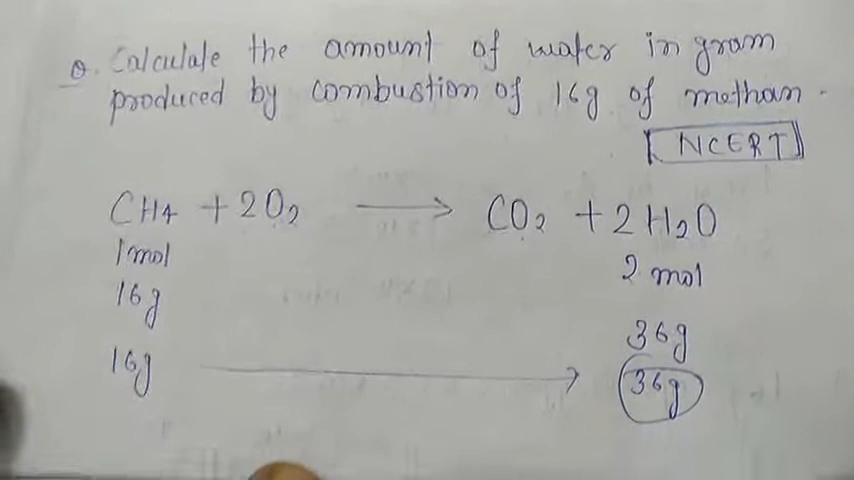 Q. Calculate the amount of water in gram
produced by combustion of 16g of methan.
[NCERT]
CH4 + 2O2 → CO2 + 2H2O
1mol 2 mol
16g
36g
16g → 36g